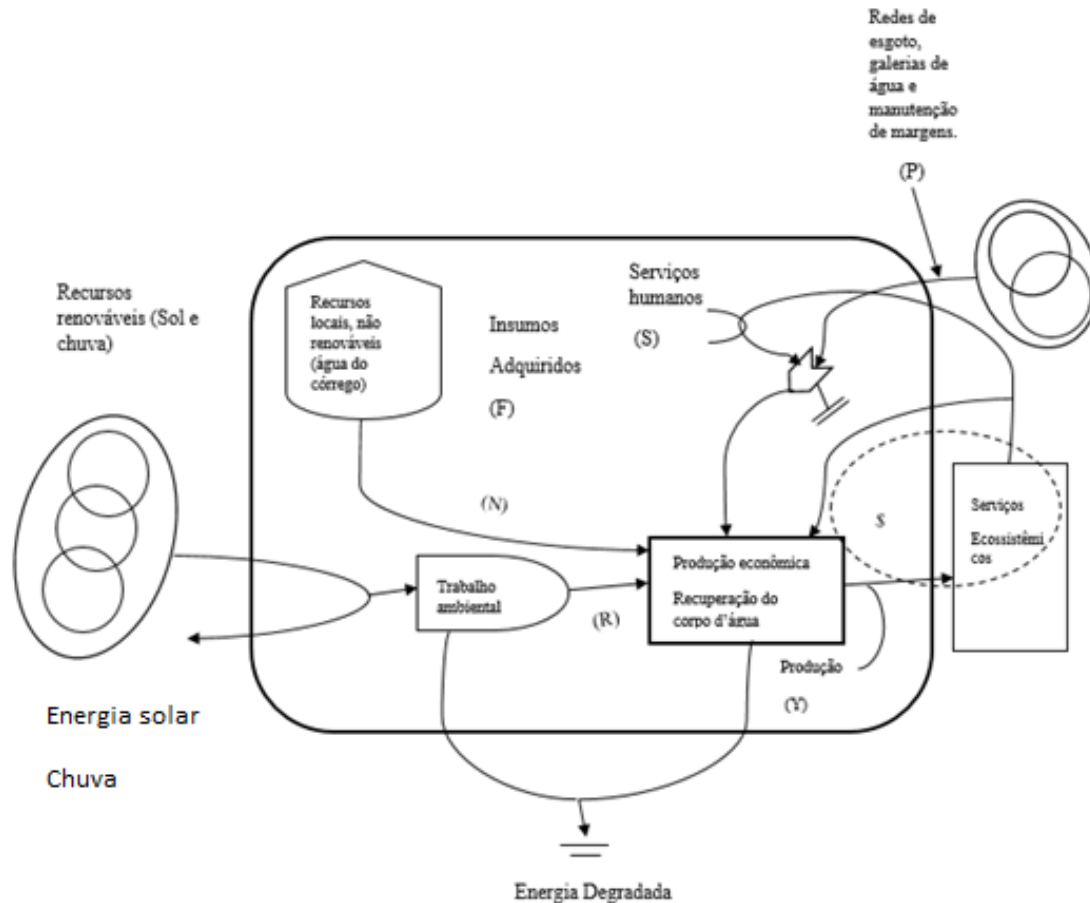 Redes de
esgoto,
galerias de
água e
manutenção
de margens.
(P)
Recursos
renováveis (Sol e
chuva)
Recursos
locais, não
renováveis
(água do
córrego)
Insumos
Adquiridos
(F)
Serviços
humanos
(S)
(N)
Trabalho
ambiental
(R)
Produção econômica
Recuperação do
corpo d'água
$
Serviços
Ecossistêmi
cos
Produção
(Y)
Energia solar
Chuva
Energia Degradada